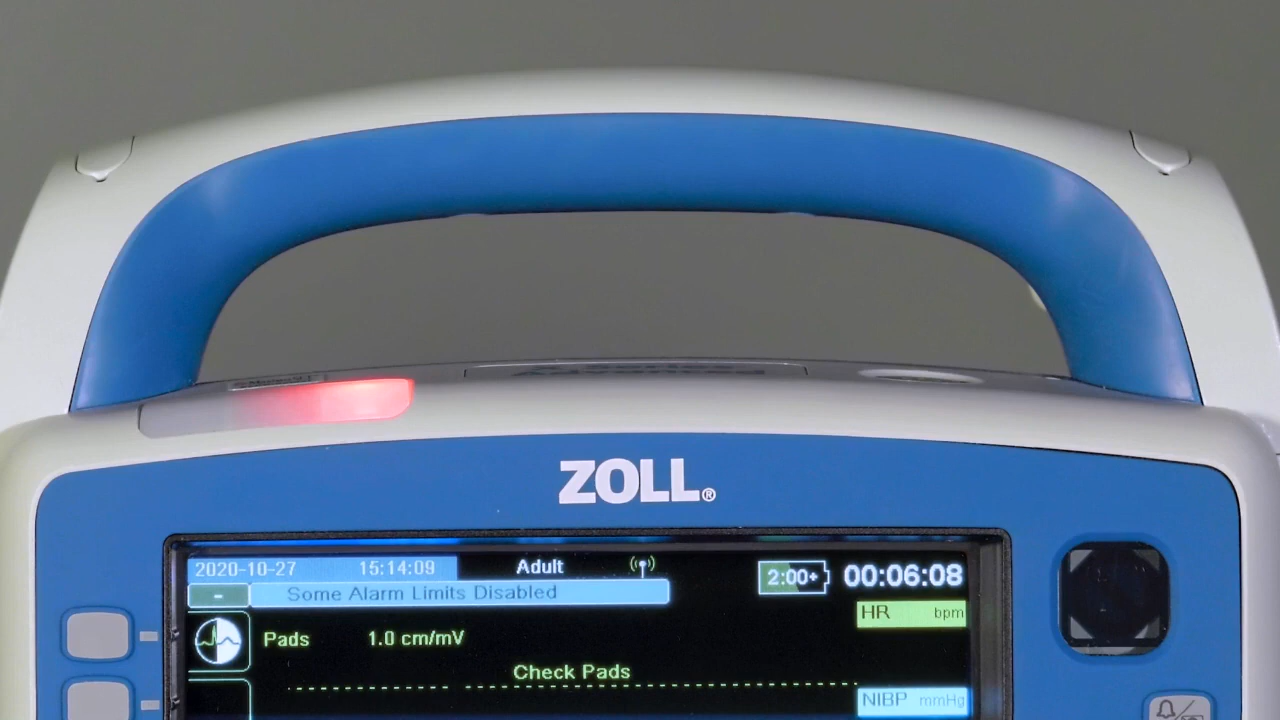 ZOLL®
2020-10-27 15:14:09 Adult 2:00+ 00:06:08
- Some Alarm Limits Disabled
HR bpm
Pads 1.0 cm/mV
Check Pads
NIBP mmHg